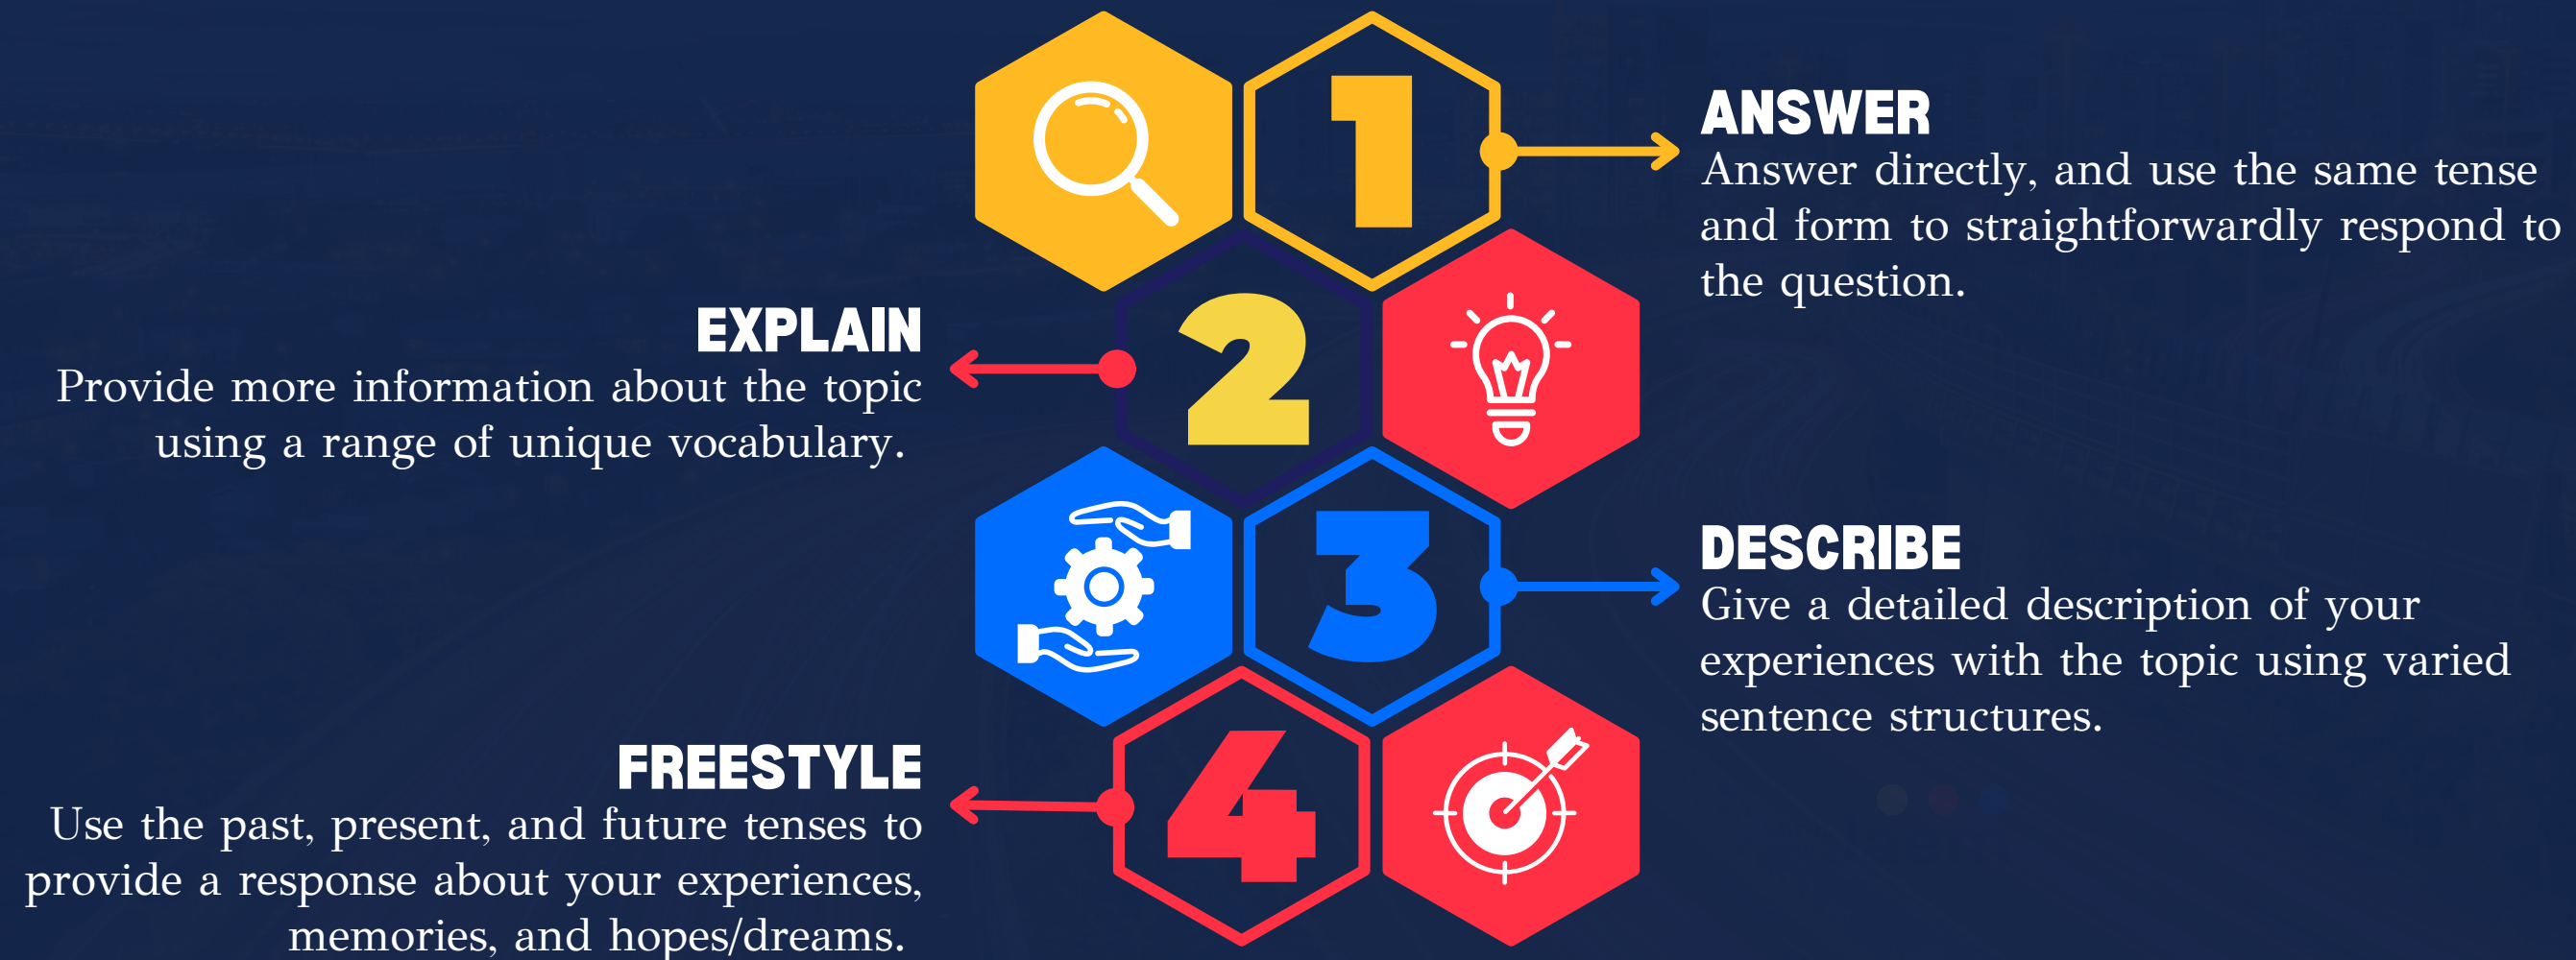 1
ANSWER
Answer directly, and use the same tense
and form to straightforwardly respond to
the question.
2
EXPLAIN
Provide more information about the topic
using a range of unique vocabulary.
3
DESCRIBE
Give a detailed description of your
experiences with the topic using varied
sentence structures.
4
FREESTYLE
Use the past, present, and future tenses to
provide a response about your experiences,
memories, and hopes/dreams.